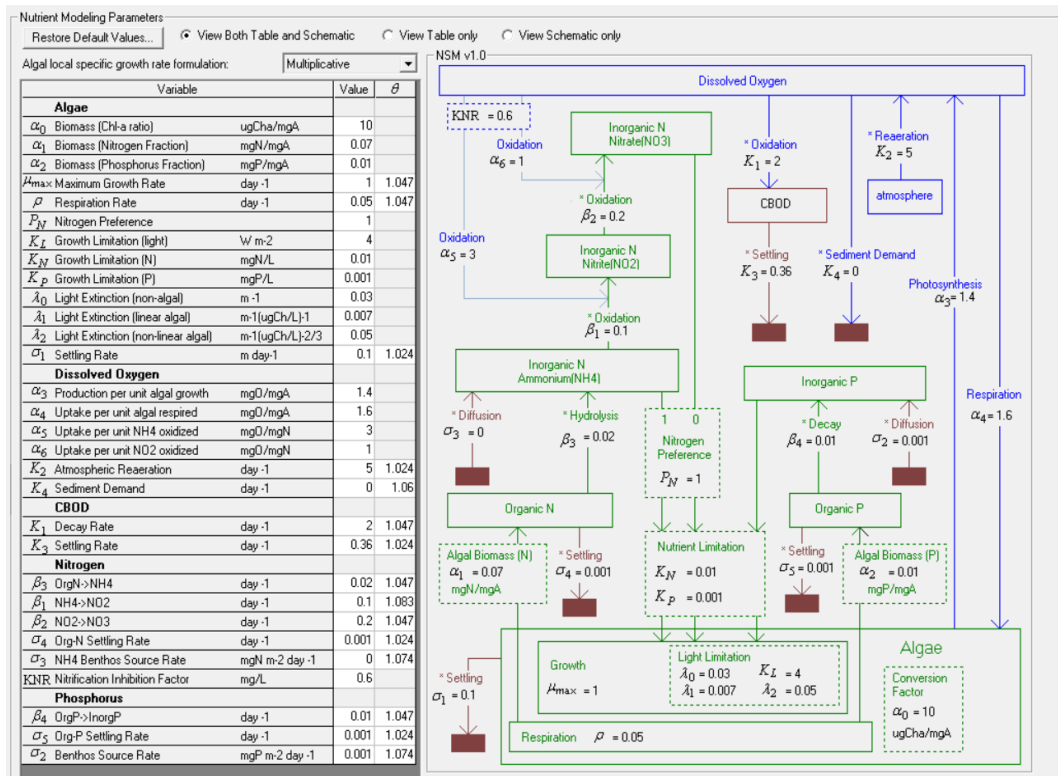 Nutrient Modeling Parameters
Restore Default Values...
View Both Table and Schematic
View Table only
View Schematic only
Algal local specific growth rate formulation:
Multiplicative
Variable Value θ
Algae
α0 Biomass (Chl-a ratio) ugCha/mgA 10
α1 Biomass (Nitrogen Fraction) mgN/mgA 0.07
α2 Biomass (Phosphorus Fraction) mgP/mgA 0.01
μmax Maximum Growth Rate day -1 1 1.047
ρ Respiration Rate day -1 0.05 1.047
PN Nitrogen Preference 1
KL Growth Limitation (light) W m-2 4
KN Growth Limitation (N) mgN/L 0.01
KP Growth Limitation (P) mgP/L 0.001
λ0 Light Extinction (non-algal) m -1 0.03
λ1 Light Extinction (linear algal) m-1(ugCh/L)-1 0.007
λ2 Light Extinction (non-linear algal) m-1(ugCh/L)-2/3 0.05
σ1 Settling Rate m day-1 0.1 1.024
Dissolved Oxygen
α3 Production per unit algal growth mgO/mgA 1.4
α4 Uptake per unit algal respired mgO/mgA 1.6
α5 Uptake per unit NH4 oxidized mgO/mgN 3
α6 Uptake per unit NO2 oxidized mgO/mgN 1
K2 Atmospheric Reaeration day -1 5 1.024
K4 Sediment Demand day -1 0 1.06
CBOD
K1 Decay Rate day -1 2 1.047
K3 Settling Rate day -1 0.36 1.024
Nitrogen
β3 OrgN->NH4 day -1 0.02 1.047
β1 NH4->NO2 day -1 0.1 1.083
β2 NO2->NO3 day -1 0.2 1.047
σ4 Org-N Settling Rate day -1 0.001 1.024
σ3 NH4 Benthos Source Rate mgN m-2 day -1 0 1.074
KNR Nitrification Inhibition Factor mg/L 0.6
Phosphorus
β4 OrgP->InorgP day -1 0.01 1.047
σ5 Org-P Settling Rate day -1 0.001 1.024
σ2 Benthos Source Rate mgP m-2 day -1 0.001 1.074
NSM v1.0
Dissolved Oxygen
KNR = 0.6
Oxidation
α6 = 1
Inorganic N
Nitrate(NO3)
* Oxidation
K1 = 2
* Reaeration
K2 = 5
atmosphere
CBOD
* Oxidation
β2 = 0.2
Oxidation
α5 = 3
Inorganic N
Nitrite(NO2)
* Settling
K3 = 0.36
* Sediment Demand
K4 = 0
Photosynthesis
α3 = 1.4
* Oxidation
β1 = 0.1
Inorganic N
Ammonium(NH4)
Inorganic P
Respiration
α4 = 1.6
* Diffusion
σ3 = 0
* Hydrolysis
β3 = 0.02
1 0
Nitrogen
Preference
PN = 1
* Decay
β4 = 0.01
* Diffusion
σ2 = 0.001
Organic N
Organic P
Algal Biomass (N)
α1 = 0.07
mgN/mgA
* Settling
σ4 = 0.001
Nutrient Limitation
KN = 0.01
KP = 0.001
* Settling
σ5 = 0.001
Algal Biomass (P)
α2 = 0.01
mgP/mgA
* Settling
σ1 = 0.1
Growth
μmax = 1
Light Limitation
λ0 = 0.03 KL = 4
λ1 = 0.007 λ2 = 0.05
Algae
Conversion
Factor
α0 = 10
ugCha/mgA
Respiration ρ = 0.05